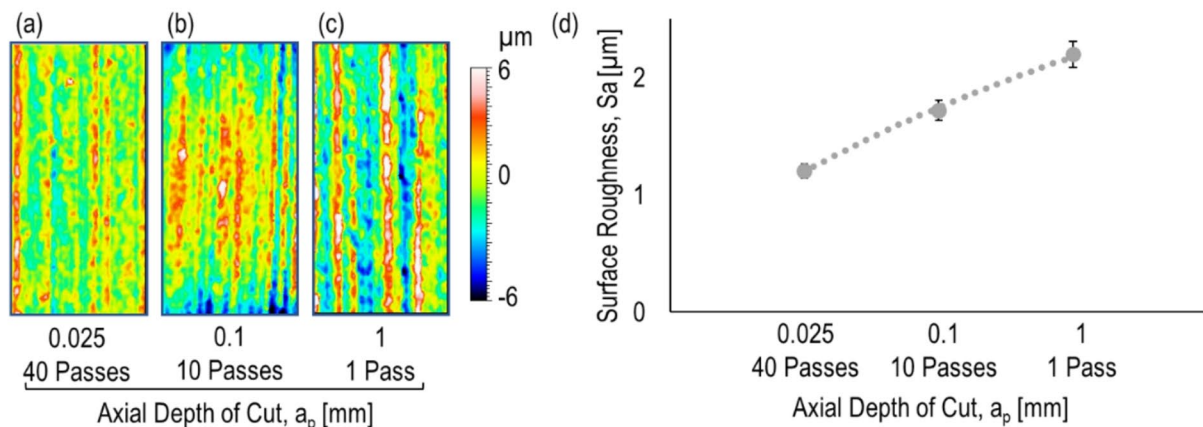 (a)
(b)
(c)
µm
6
0
-6
0.025
40 Passes
0.1
10 Passes
1
1 Pass
Axial Depth of Cut, ap [mm]
(d)
Surface Roughness, Sa [µm]
2
1
0
0.025
40 Passes
0.1
10 Passes
1
1 Pass
Axial Depth of Cut, ap [mm]